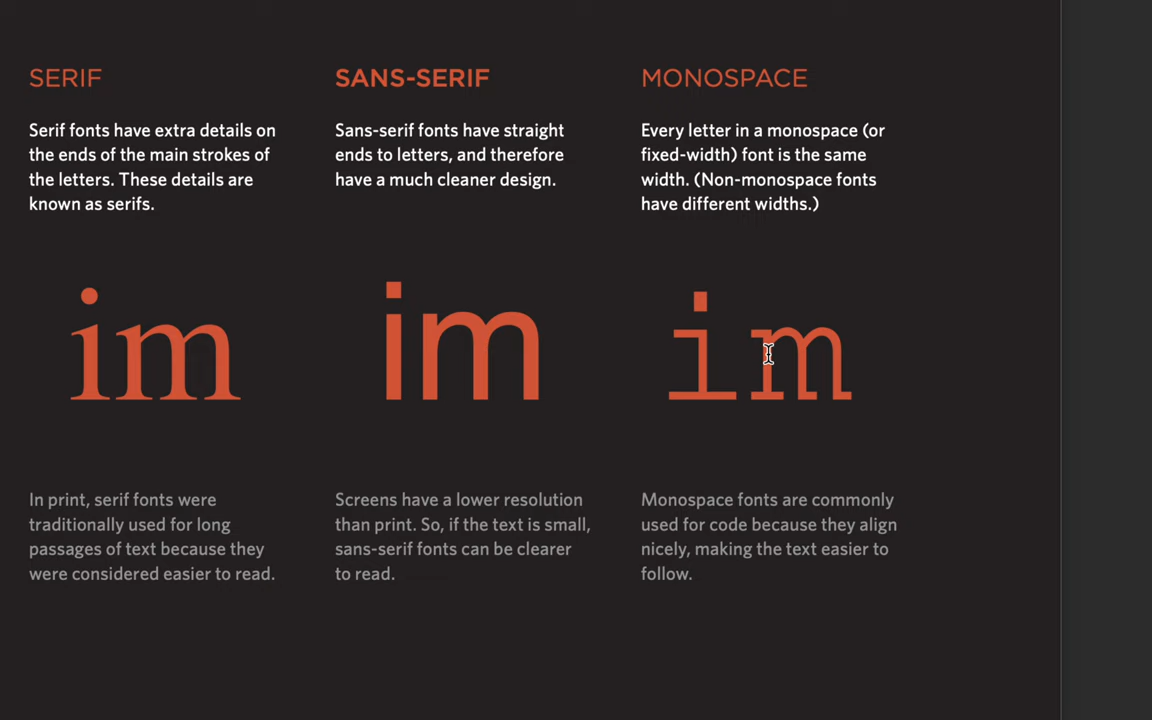 SERIF
Serif fonts have extra details on
the ends of the main strokes of
the letters. These details are
known as serifs.
im
In print, serif fonts were
traditionally used for long
passages of text because they
were considered easier to read.
SANS-SERIF
Sans-serif fonts have straight
ends to letters, and therefore
have a much cleaner design.
im
Screens have a lower resolution
than print. So, if the text is small,
sans-serif fonts can be clearer
to read.
MONOSPACE
Every letter in a monospace (or
fixed-width) font is the same
width. (Non-monospace fonts
have different widths.)
im
Monospace fonts are commonly
used for code because they align
nicely, making the text easier to
follow.